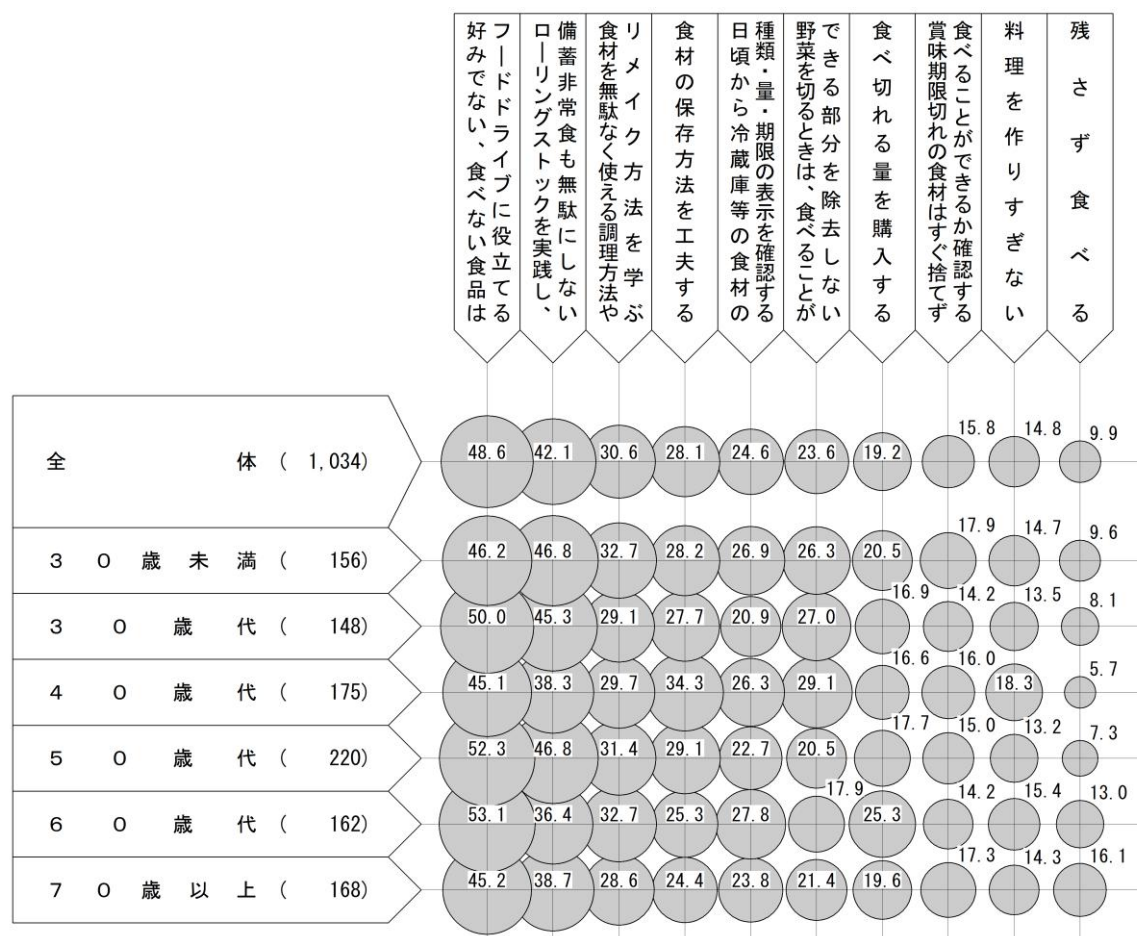 好みでない、食べない食品は
フードドライブに役立てる
ローリングストックを実践し、
備蓄非常食も無駄にしない
食材を無駄なく使える調理方法や
リメイク方法を学ぶ
食材の保存方法を工夫する
日頃から冷蔵庫等の食材の
種類・量・期限の表示を確認する
野菜を切るときは、食べることが
できる部分を除去しない
食べ切れる量を購入する
賞味期限切れの食材はすぐ捨てず
食べることができるか確認する
料理を作りすぎない
残さず食べる
全体(1,034) 48.6 42.1 30.6 28.1 24.6 23.6 19.2 15.8 14.8 9.9
30歳未満(156) 46.2 46.8 32.7 28.2 26.9 26.3 20.5 17.9 14.7 9.6
30歳代(148) 50.0 45.3 29.1 27.7 20.9 27.0 16.9 14.2 13.5 8.1
40歳代(175) 45.1 38.3 29.7 34.3 26.3 29.1 16.6 16.0 18.3 5.7
50歳代(220) 52.3 46.8 31.4 29.1 22.7 20.5 17.7 15.0 13.2 7.3
60歳代(162) 53.1 36.4 32.7 25.3 27.8 17.9 25.3 14.2 15.4 13.0
70歳以上(168) 45.2 38.7 28.6 24.4 23.8 21.4 19.6 17.3 14.3 16.1